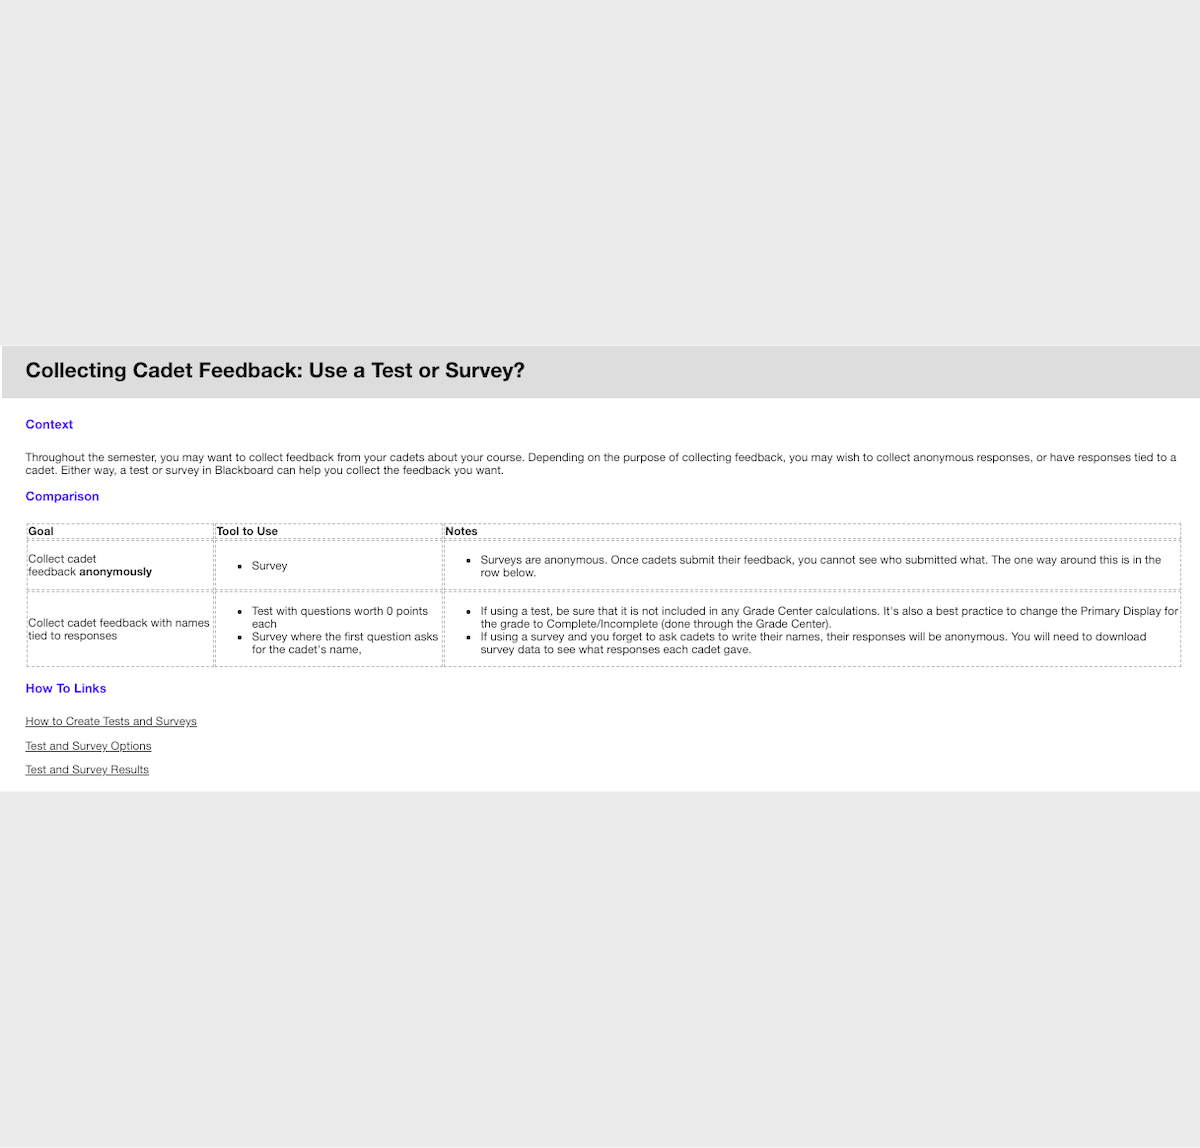 Collecting Cadet Feedback: Use a Test or Survey?
Context
Throughout the semester, you may want to collect feedback from your cadets about your course. Depending on the purpose of collecting feedback, you may wish to collect anonymous responses, or have responses tied to a
cadet. Either way, a test or survey in Blackboard can help you collect the feedback you want.
Comparison
Goal
Tool to Use
Notes
Collect cadet
feedback anonymously
Survey
Surveys are anonymous. Once cadets submit their feedback, you cannot see who submitted what. The one way around this is in the
row below.
Collect cadet feedback with names
tied to responses
Test with questions worth 0 points
each
Survey where the first question asks
for the cadet's name,
If using a test, be sure that it is not included in any Grade Center calculations. It's also a best practice to change the Primary Display for
the grade to Complete/Incomplete (done through the Grade Center).
If using a survey and you forget to ask cadets to write their names, their responses will be anonymous. You will need to download
survey data to see what responses each cadet gave.
How To Links
How to Create Tests and Surveys
Test and Survey Options
Test and Survey Results